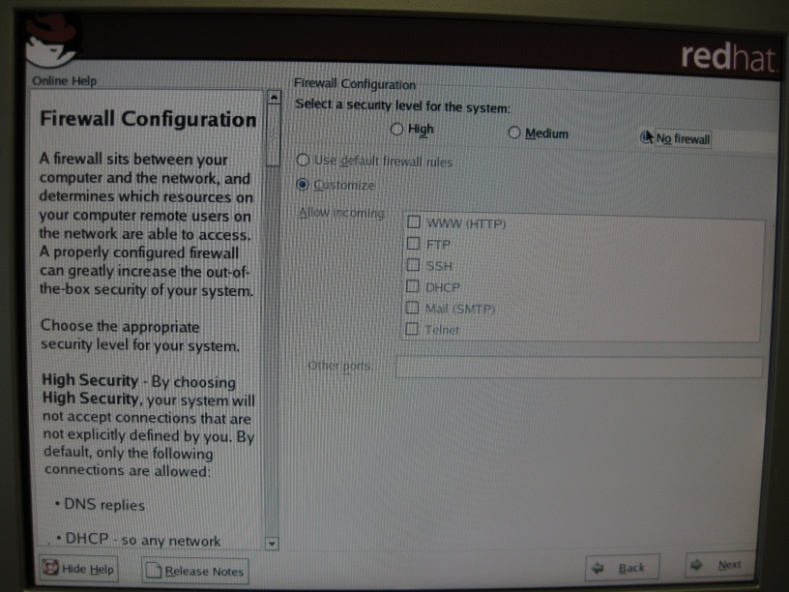 redhat
Online Help
Firewall Configuration
A firewall sits between your
computer and the network, and
determines which resources on
your computer remote users on
the network are able to access.
A properly configured firewall
can greatly increase the out-of-
the-box security of your system.
Choose the appropriate
security level for your system.
High Security - By choosing
High Security, your system will
not accept connections that are
not explicitly defined by you. By
default, only the following
connections are allowed:
• DNS replies
• DHCP - so any network
Firewall Configuration
Select a security level for the system:
High
Medium
No firewall
Use default firewall rules
Customize
Allow incoming:
WWW (HTTP)
FTP
SSH
DHCP
Mail (SMTP)
Telnet
Other ports:
Hide Help
Release Notes
Back
Next